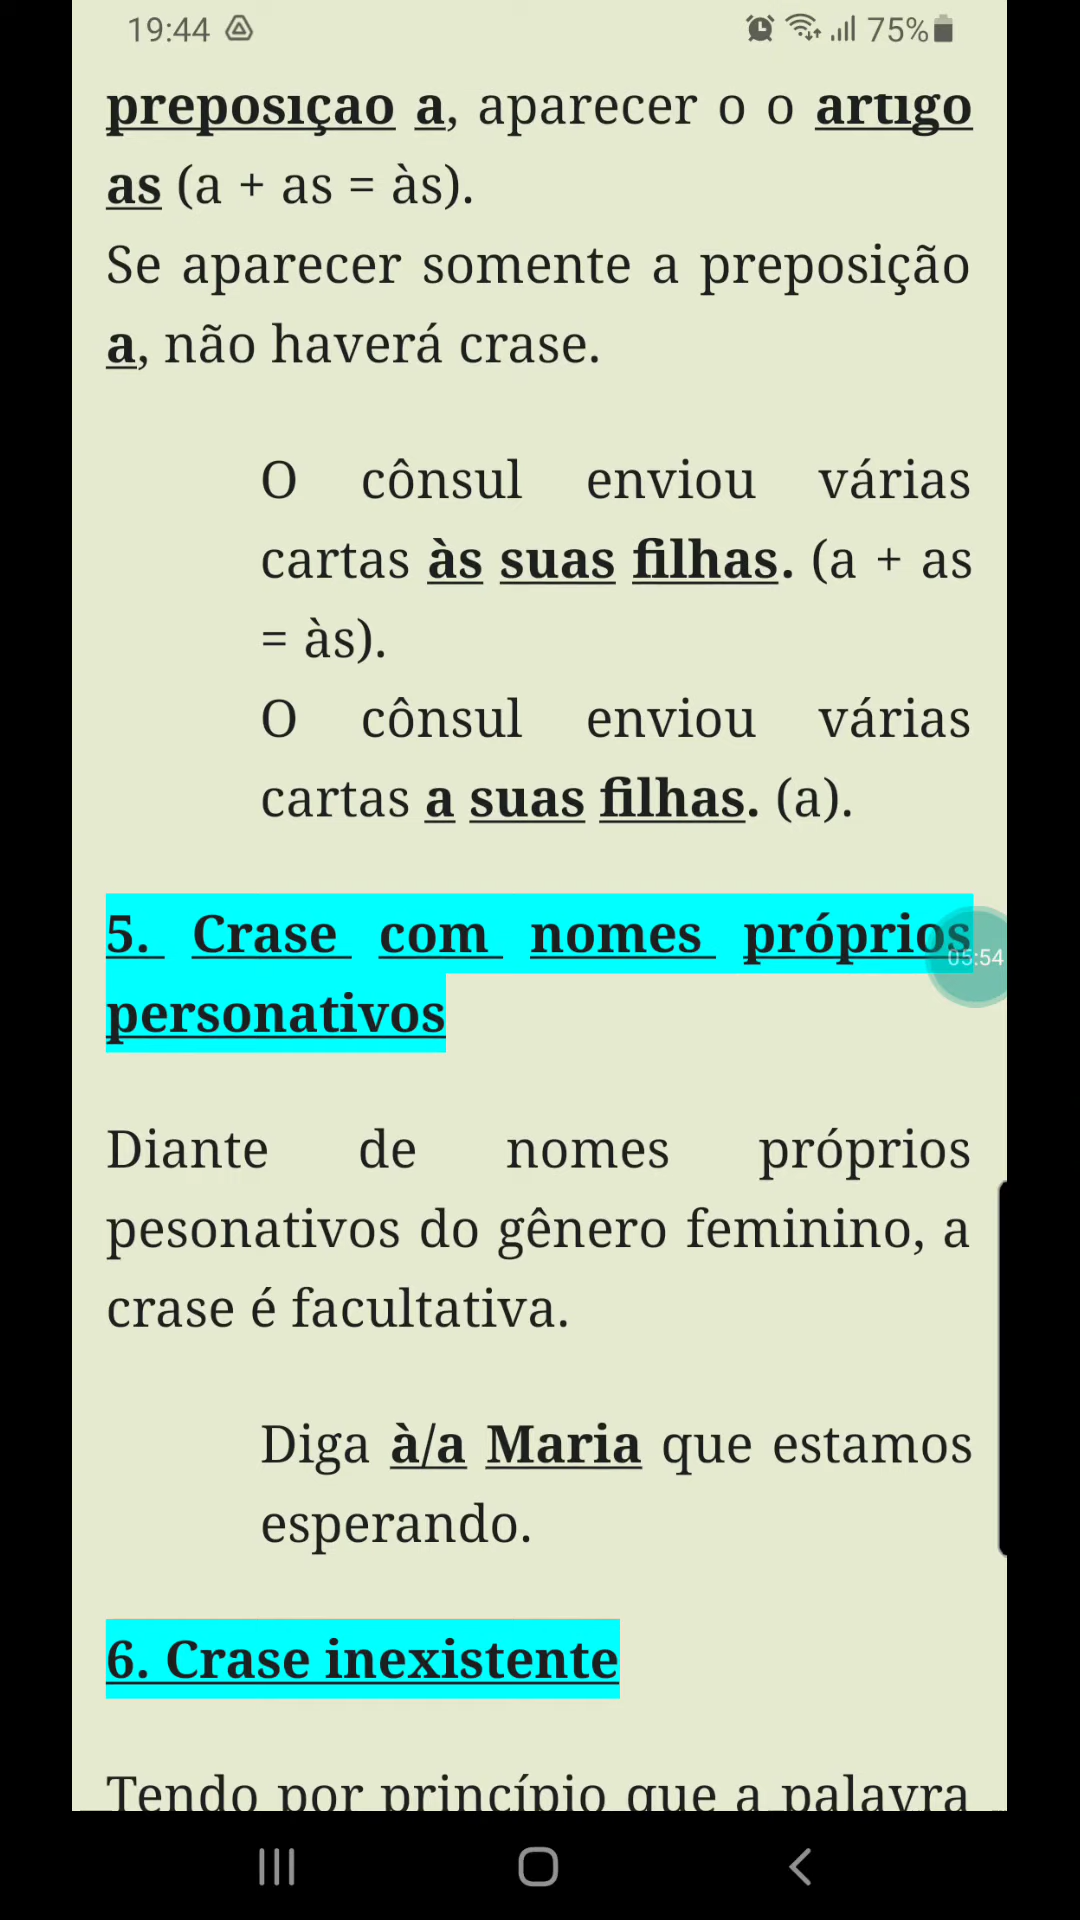 19:44
75%
preposição a, aparecer o o artigo
as (a + as = às).
Se aparecer somente a preposição
a, não haverá crase.
O cônsul enviou várias
cartas às suas filhas. (a + as
= às).
O cônsul enviou várias
cartas a suas filhas. (a).
5. Crase com nomes próprios
personativos
05:54
Diante de nomes próprios
pesonativos do gênero feminino, a
crase é facultativa.
Diga à/a Maria que estamos
esperando.
6. Crase inexistente
Tendo por princípio que a palavra